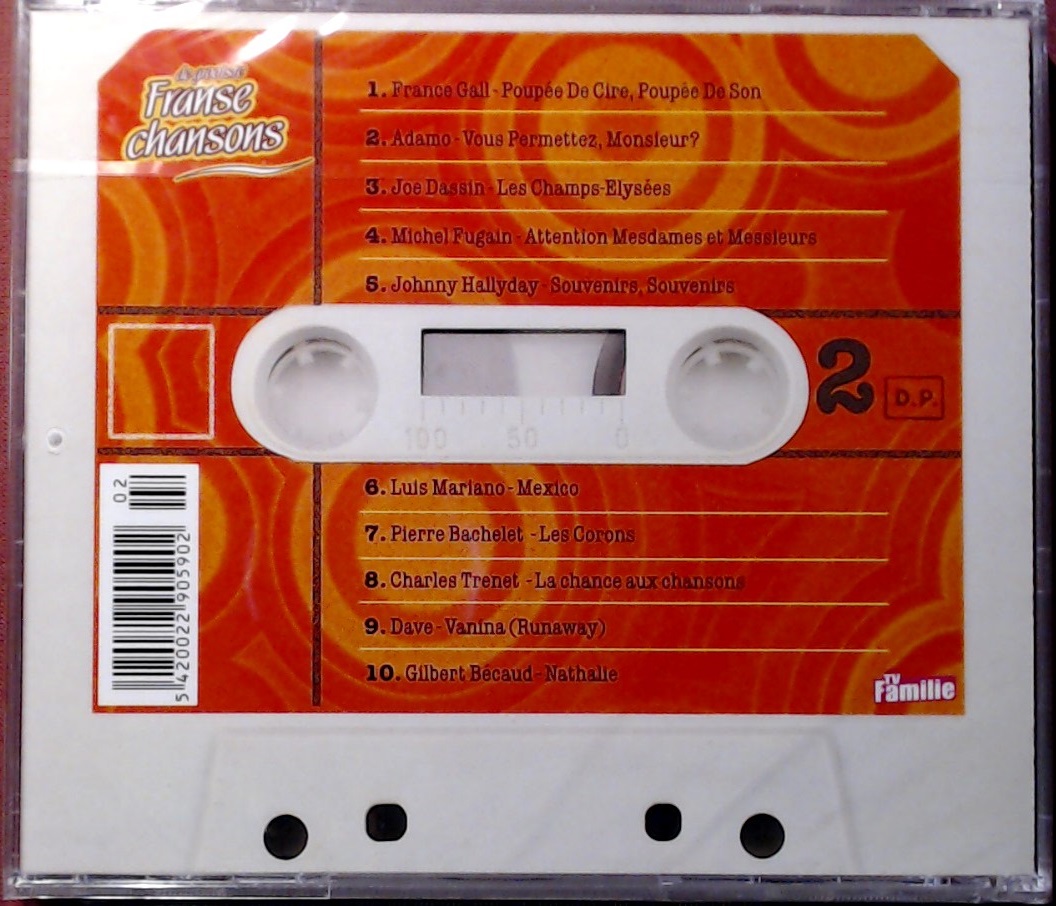 de mooiste
Franse
chansons
1. France Gall - Poupée De Cire, Poupée De Son
2. Adamo - Vous Permettez, Monsieur?
3. Joe Dassin - Les Champs-Elysées
4. Michel Fugain - Attention Mesdames et Messieurs
5. Johnny Hallyday - Souvenirs, Souvenirs
100 50 0
2 D.P.
6. Luis Mariano - Mexico
7. Pierre Bachelet - Les Corons
8. Charles Trenet - La chance aux chansons
9. Dave - Vanina (Runaway)
10. Gilbert Bécaud - Nathalie
02
5 420022 905902
TV
Familie